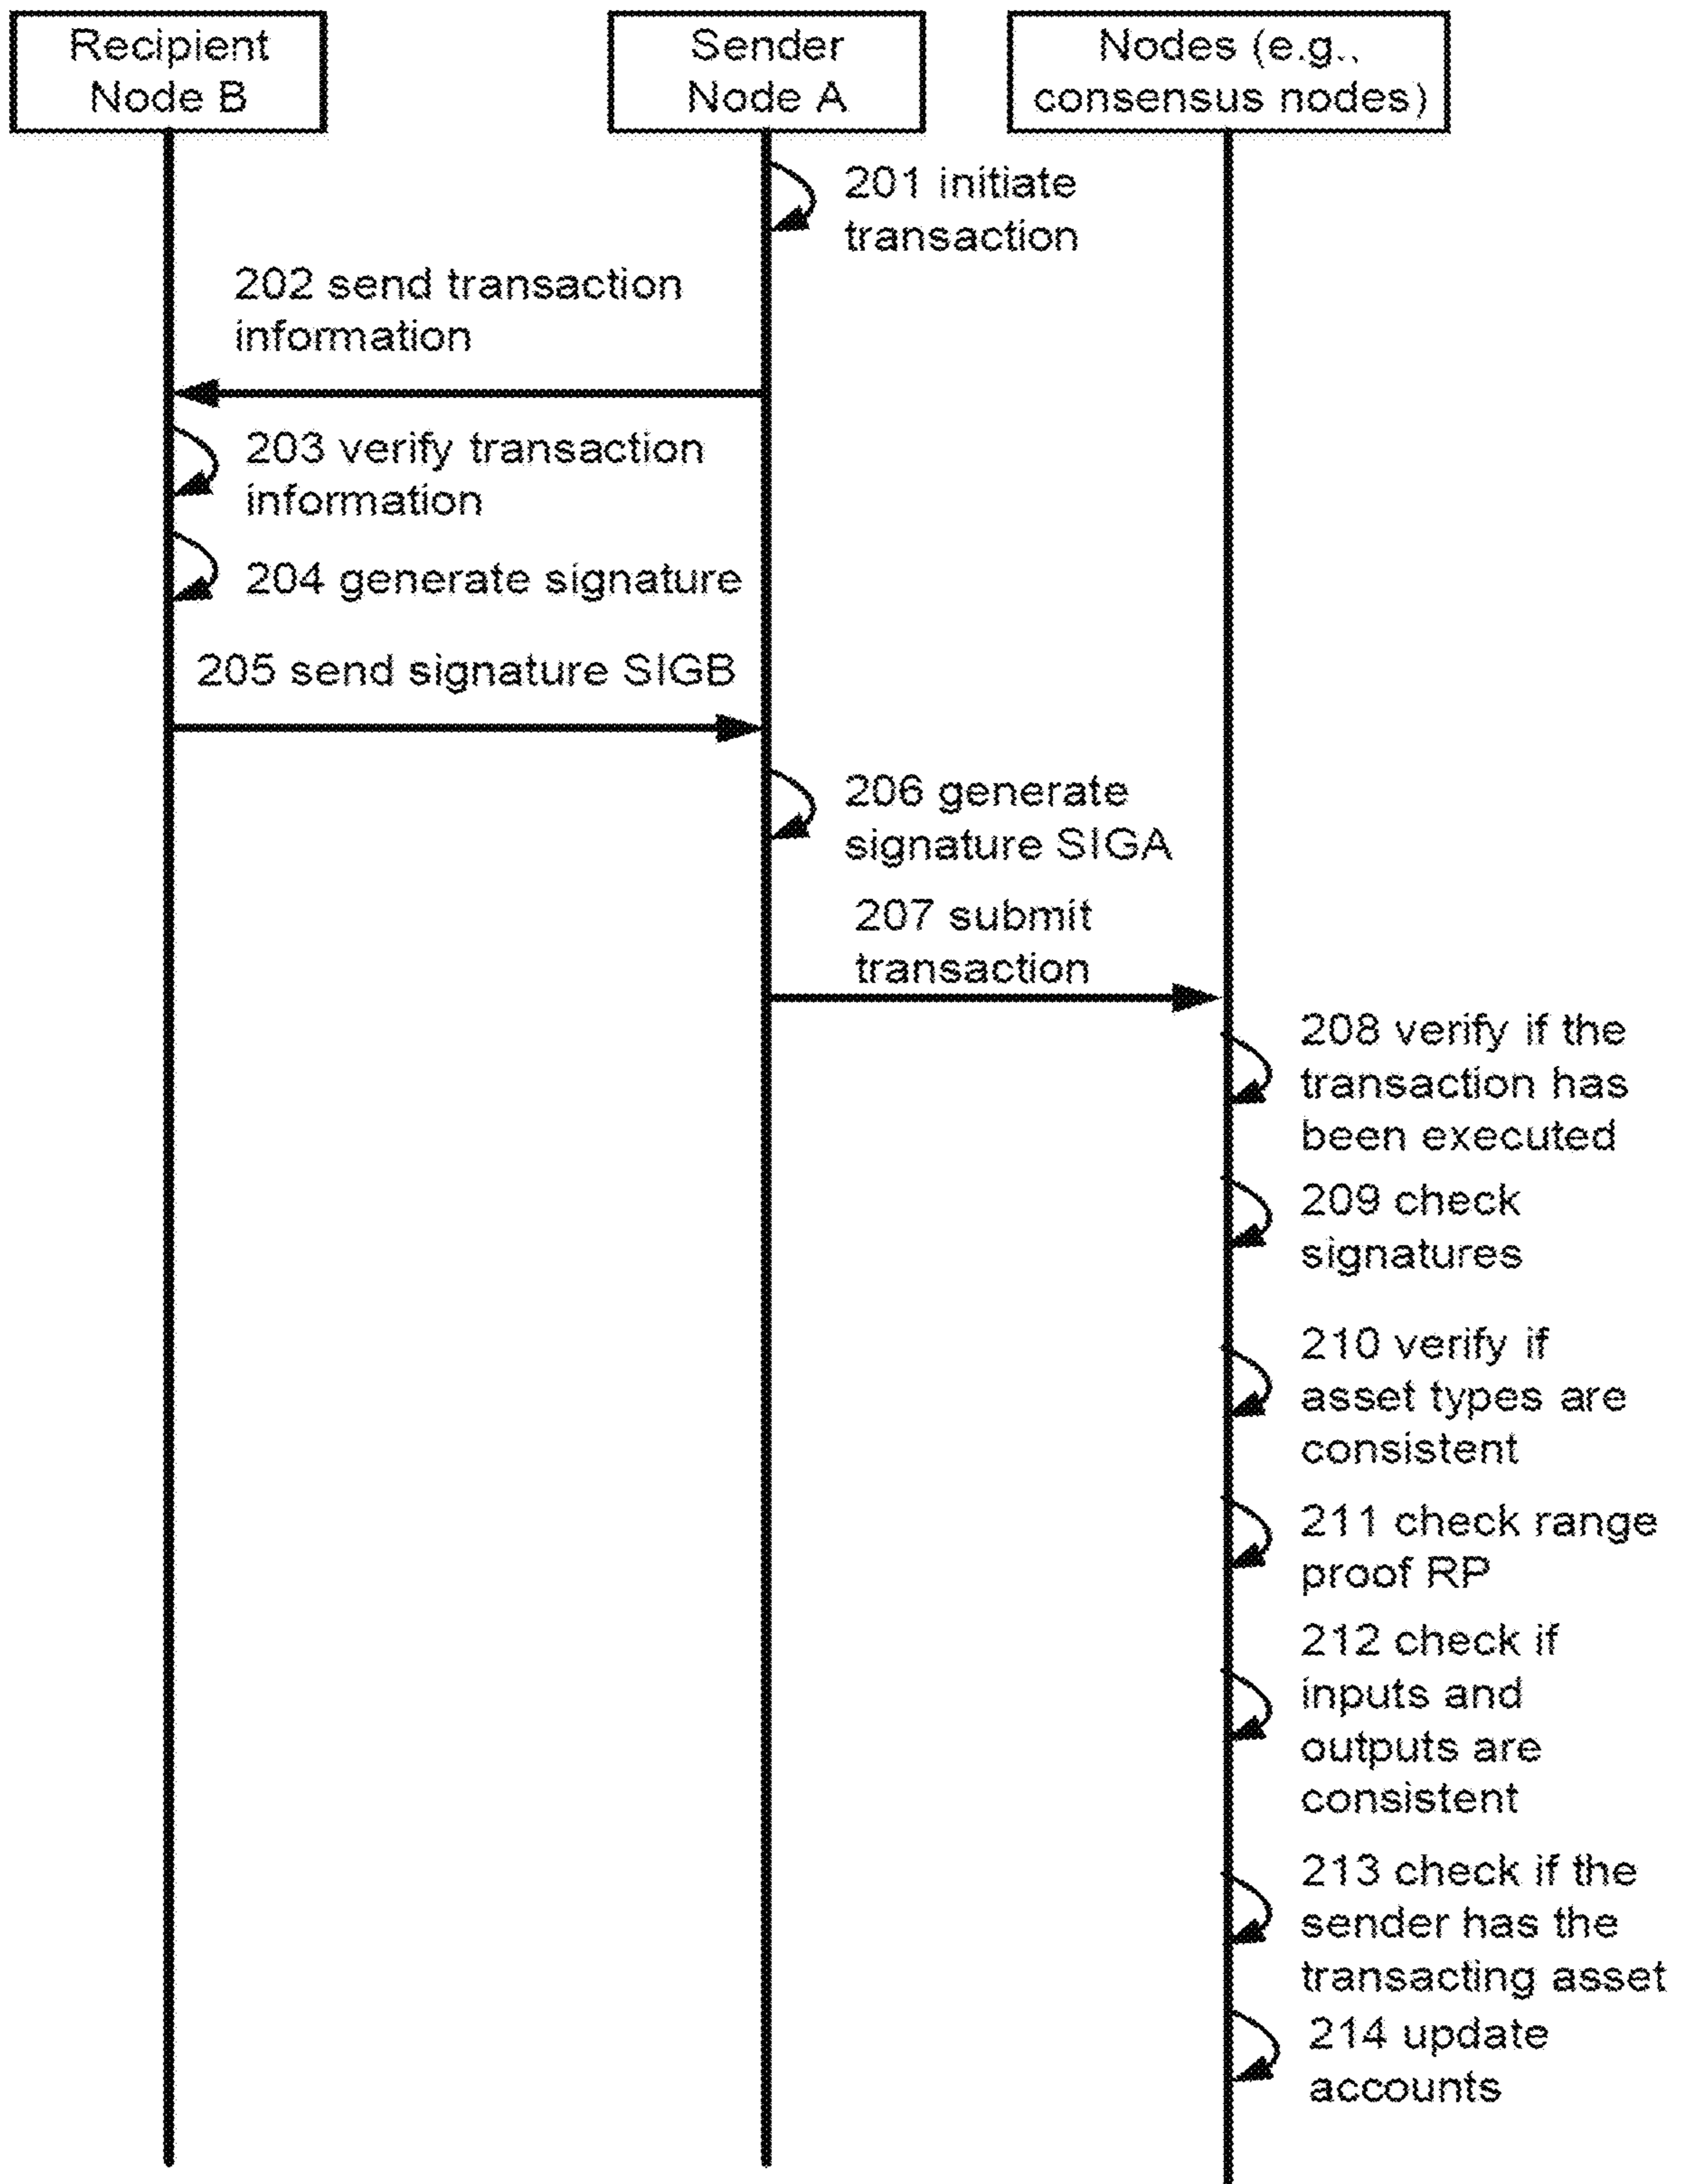 Recipient
Node B
Sender
Node A
Nodes (e.g.,
consensus nodes)
201 initiate
transaction
202 send transaction
information
203 verify transaction
information
204 generate signature
205 send signature SIGB
206 generate
signature SIGA
207 submit
transaction
208 verify if the
transaction has
been executed
209 check
signatures
210 verify if
asset types are
consistent
211 check range
proof RP
212 check if
inputs and
outputs are
consistent
213 check if the
sender has the
transacting asset
214 update
accounts